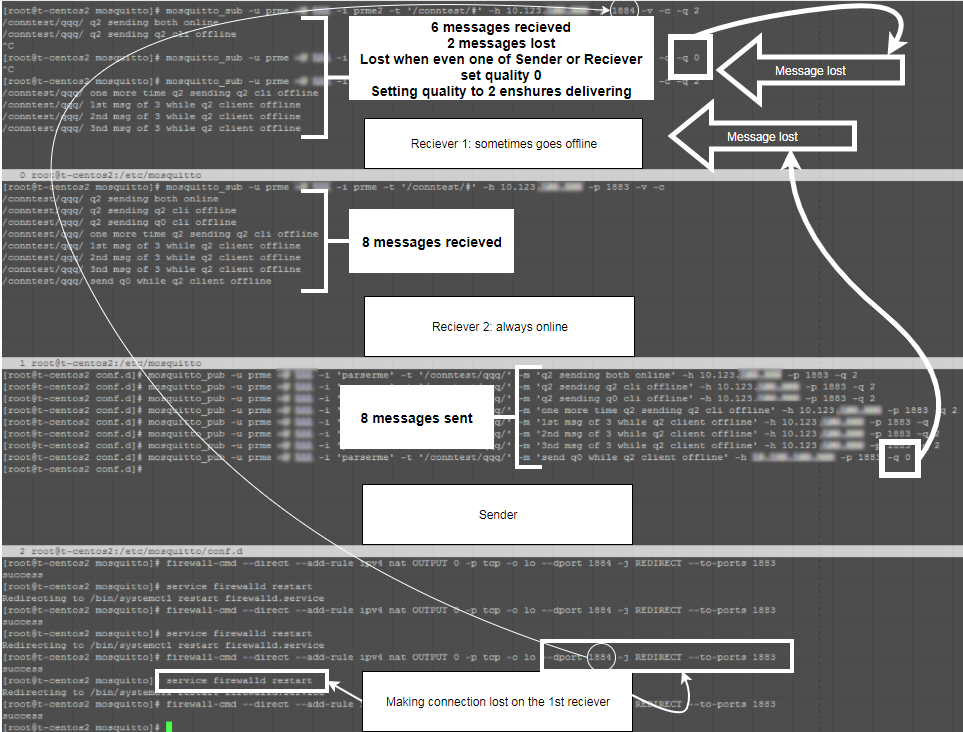 [root@t-centos2 mosquitto]# mosquitto_sub -u prme -i prme2 -t '/conntest/#' -h 10.123. 1884 -v -c -q 2
/conntest/qqq/ q2 sending both online
/conntest/qqq/ q2 sending q2 cli offline
^C
[root@t-centos2 mosquitto]# mosquitto_sub -u prme -c -q 0
^C
[root@t-centos2 mosquitto]# mosquitto_sub -u prme -c -q 2
/conntest/qqq/ one more time q2 sending q2 cli offline
/conntest/qqq/ 1st msg of 3 while q2 client offline
/conntest/qqq/ 2nd msg of 3 while q2 client offline
/conntest/qqq/ 3nd msg of 3 while q2 client offline
6 messages recieved
2 messages lost
Lost when even one of Sender or Reciever
set quality 0
Setting quality to 2 enshures delivering
Message lost
Message lost
Reciever 1: sometimes goes offline
0 root@t-centos2:/etc/mosquitto
[root@t-centos2 mosquitto]# mosquitto_sub -u prme -i prme -t '/conntest/#' -h 10.123. -p 1883 -v -c
/conntest/qqq/ q2 sending both online
/conntest/qqq/ q2 sending q2 cli offline
/conntest/qqq/ q2 sending q0 cli offline
/conntest/qqq/ one more time q2 sending q2 cli offline
/conntest/qqq/ 1st msg of 3 while q2 client offline
/conntest/qqq/ 2nd msg of 3 while q2 client offline
/conntest/qqq/ 3nd msg of 3 while q2 client offline
/conntest/qqq/ send q0 while q2 client offline
8 messages recieved
Reciever 2: always online
1 root@t-centos2:/etc/mosquitto
[root@t-centos2 conf.d]# mosquitto_pub -u prme -i 'parserme' -t '/conntest/qqq/' -m 'q2 sending both online' -h 10.123. -p 1883 -q 2
[root@t-centos2 conf.d]# mosquitto_pub -u prme -i 'parserme' -t '/conntest/qqq/' -m 'q2 sending q2 cli offline' -h 10.123. -p 1883 -q 2
[root@t-centos2 conf.d]# mosquitto_pub -u prme -m 'q2 sending q0 cli offline' -h 10.123. -p 1883 -q 2
[root@t-centos2 conf.d]# mosquitto_pub -u prme -m 'one more time q2 sending q2 cli offline' -h 10.123. -p 1883 -q 2
[root@t-centos2 conf.d]# mosquitto_pub -u prme -m '1st msg of 3 while q2 client offline' -h 10.123. -p 1883 -q
[root@t-centos2 conf.d]# mosquitto_pub -u prme -m '2nd msg of 3 while q2 client offline' -h 10.123. -p 1883 -q
[root@t-centos2 conf.d]# mosquitto_pub -u prme -m '3nd msg of 3 while q2 client offline' -h 10.123. -p 1883 2
[root@t-centos2 conf.d]# mosquitto_pub -u prme -i 'parserme' -t '/conntest/qqq/' -m 'send q0 while q2 client offline' -h -p 1883 -q 0
[root@t-centos2 conf.d]#
8 messages sent
Sender
2 root@t-centos2:/etc/mosquitto/conf.d
[root@t-centos2 mosquitto]# firewall-cmd --direct --add-rule ipv4 nat OUTPUT 0 -p tcp -o lo --dport 1884 -j REDIRECT --to-ports 1883
success
[root@t-centos2 mosquitto]# service firewalld restart
Redirecting to /bin/systemctl restart firewalld.service
[root@t-centos2 mosquitto]# firewall-cmd --direct --add-rule ipv4 nat OUTPUT 0 -p tcp -o lo --dport 1884 -j REDIRECT --to-ports 1883
success
[root@t-centos2 mosquitto]# service firewalld restart
Redirecting to /bin/systemctl restart firewalld.service
[root@t-centos2 mosquitto]# firewall-cmd --direct --add-rule ipv4 nat OUTPUT 0 -p tcp -o lo --dport 1884 -j REDIRECT --to-ports 1883
success
[root@t-centos2 mosquitto]# service firewalld restart
Redirecting to /bin/systemctl restart firewalld.service
[root@t-centos2 mosquitto]# firewall-cmd --direct --add-rule ipv REDIRECT --to-ports 1883
success
[root@t-centos2 mosquitto]#
Making connection lost on the 1st reciever